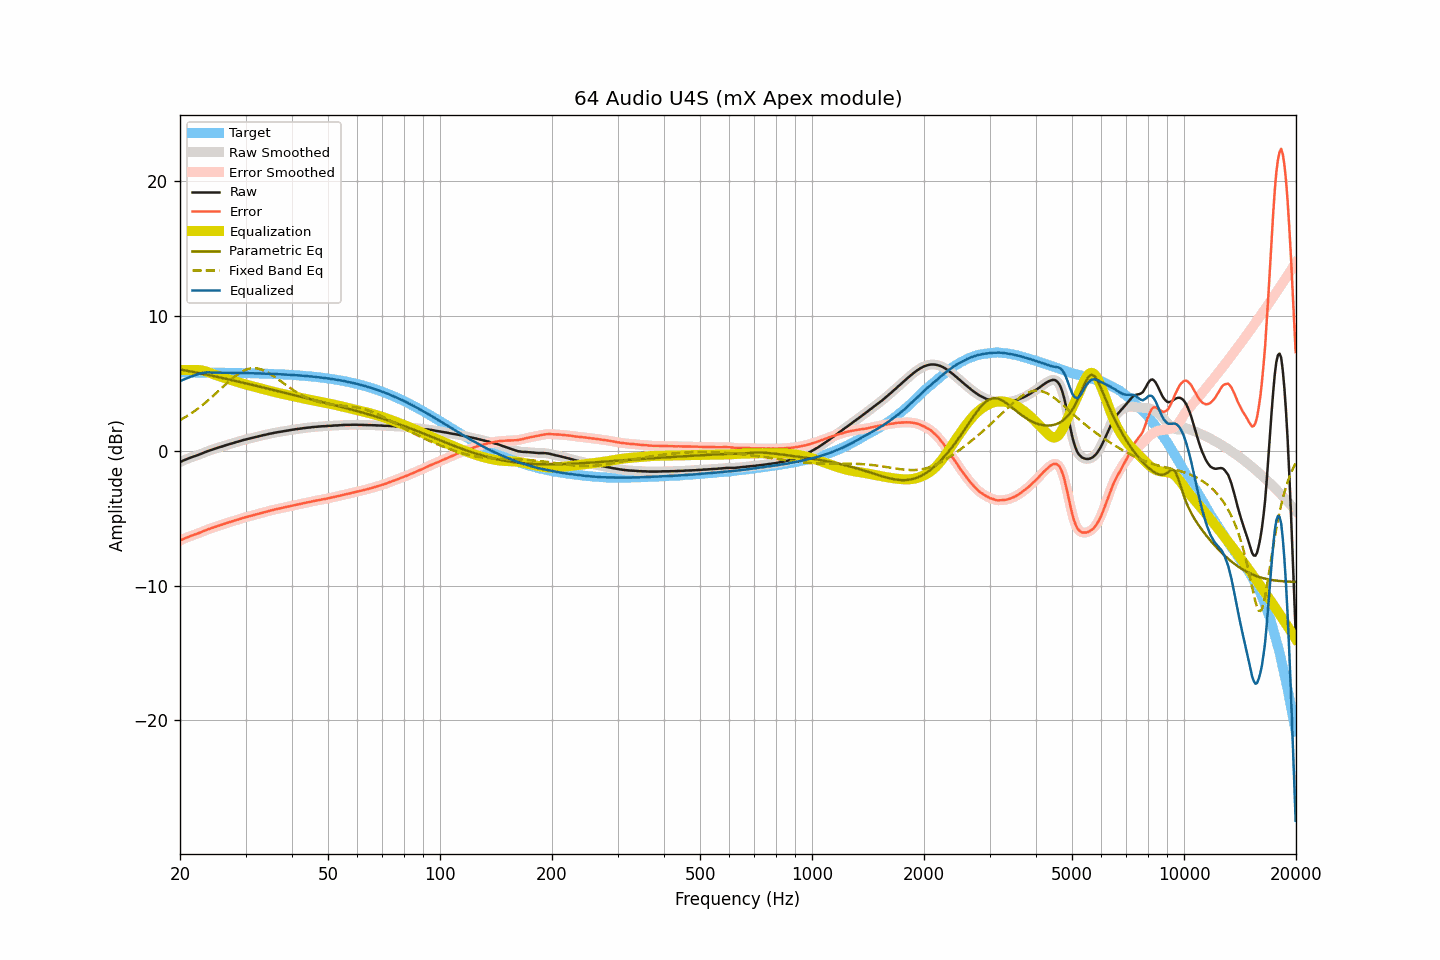 64 Audio U4S (mX Apex module)
Target
Raw Smoothed
Error Smoothed
Raw
Error
Equalization
Parametric Eq
Fixed Band Eq
Equalized
Amplitude (dBr)
20
10
0
−10
−20
20 50 100 200 500 1000 2000 5000 10000 20000
Frequency (Hz)